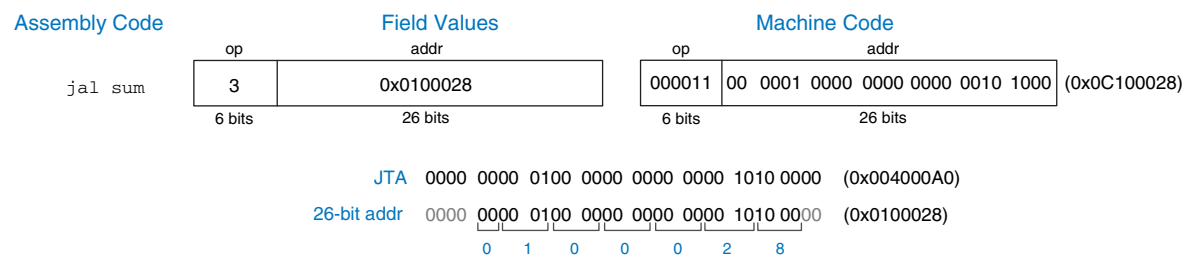 Assembly Code Field Values Machine Code
op addr op addr
jal sum 3 0x0100028 000011 00 0001 0000 0000 0000 0010 1000 (0x0C100028)
6 bits 26 bits 6 bits 26 bits
JTA 0000 0000 0100 0000 0000 0000 1010 0000 (0x004000A0)
26-bit addr 0000 0000 0100 0000 0000 0000 1010 0000 (0x0100028)
0 1 0 0 0 2 8